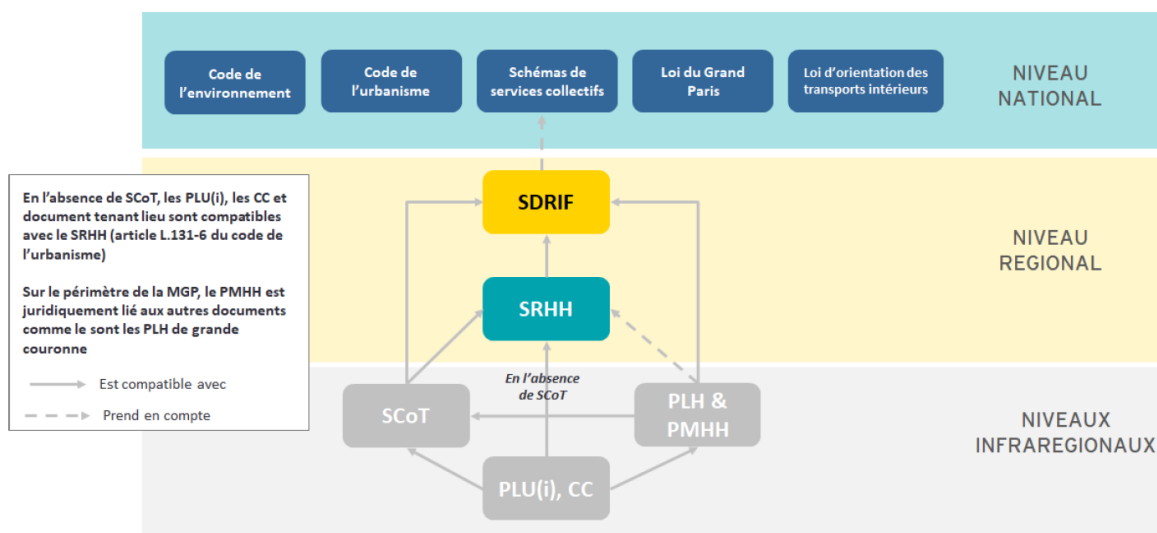 Code de
l'environnement
Code de
l'urbanisme
Schémas de
services collectifs
Loi du Grand
Paris
Loi d'orientation des
transports intérieurs
NIVEAU
NATIONAL
En l'absence de SCoT, les PLU(i), les CC et
document tenant lieu sont compatibles
avec le SRHH (article L.131-6 du code de
l'urbanisme)
Sur le périmètre de la MGP, le PMHH est
juridiquement lié aux autres documents
comme le sont les PLH de grande
couronne
Est compatible avec
Prend en compte
SDRIF
SRHH
NIVEAU
REGIONAL
En l'absence
de SCoT
SCoT
PLH &
PMHH
PLU(i), CC
NIVEAUX
INFRAREGIONAUX